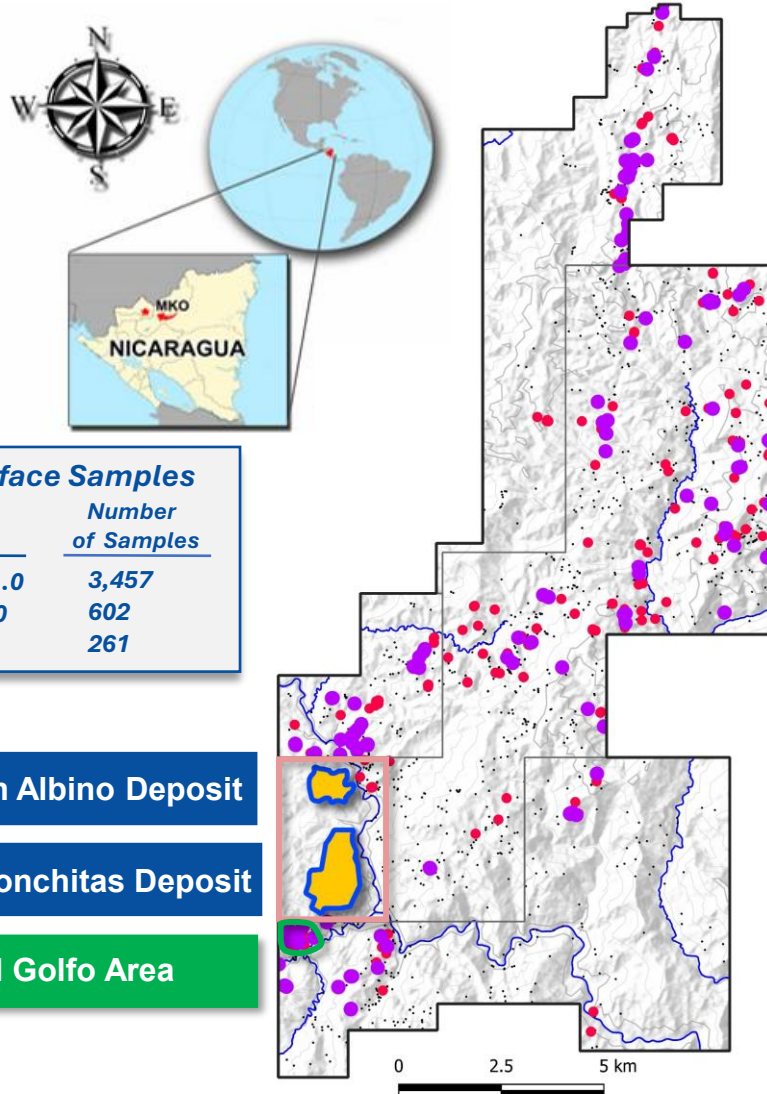 N
W E
S
MKO
NICARAGUA
face Samples
Number
of Samples
.0 3,457
0 602
261
Albino Deposit
onchitas Deposit
Golfo Area
0 2.5 5 km